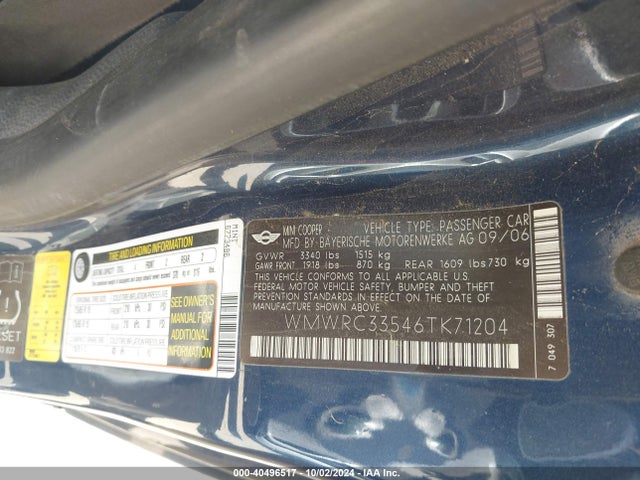 MINI COOPER VEHICLE TYPE PASSENGER CAR
MFD BY-BAYERISCHE MOTORENWERKE AG 09/06
GVWR 3340 lbs 1515 kg
GAWR FRONT 1918 lbs- 870 kg REAR 1609 lbs 730 kg
THIS VEHICLE CONFORMS TO ALL APPLICABLE U.S.
FEDERAL MOTOR VEHICLE SAFETY, BUMPER AND THEFT
PREVENTION STANDARDS IN EFFECT ON THE DATE OF
MANUFACTURE SHOWN ABOVE.
WMWRC33546TK71204
7 049 307
MINI
TIRE AND LOADING INFORMATION
SEE OWNER'S
MANUAL FOR
ADDITIONAL
INFORMATION
000-40496517 - 10/02/2024 - IAA Inc.